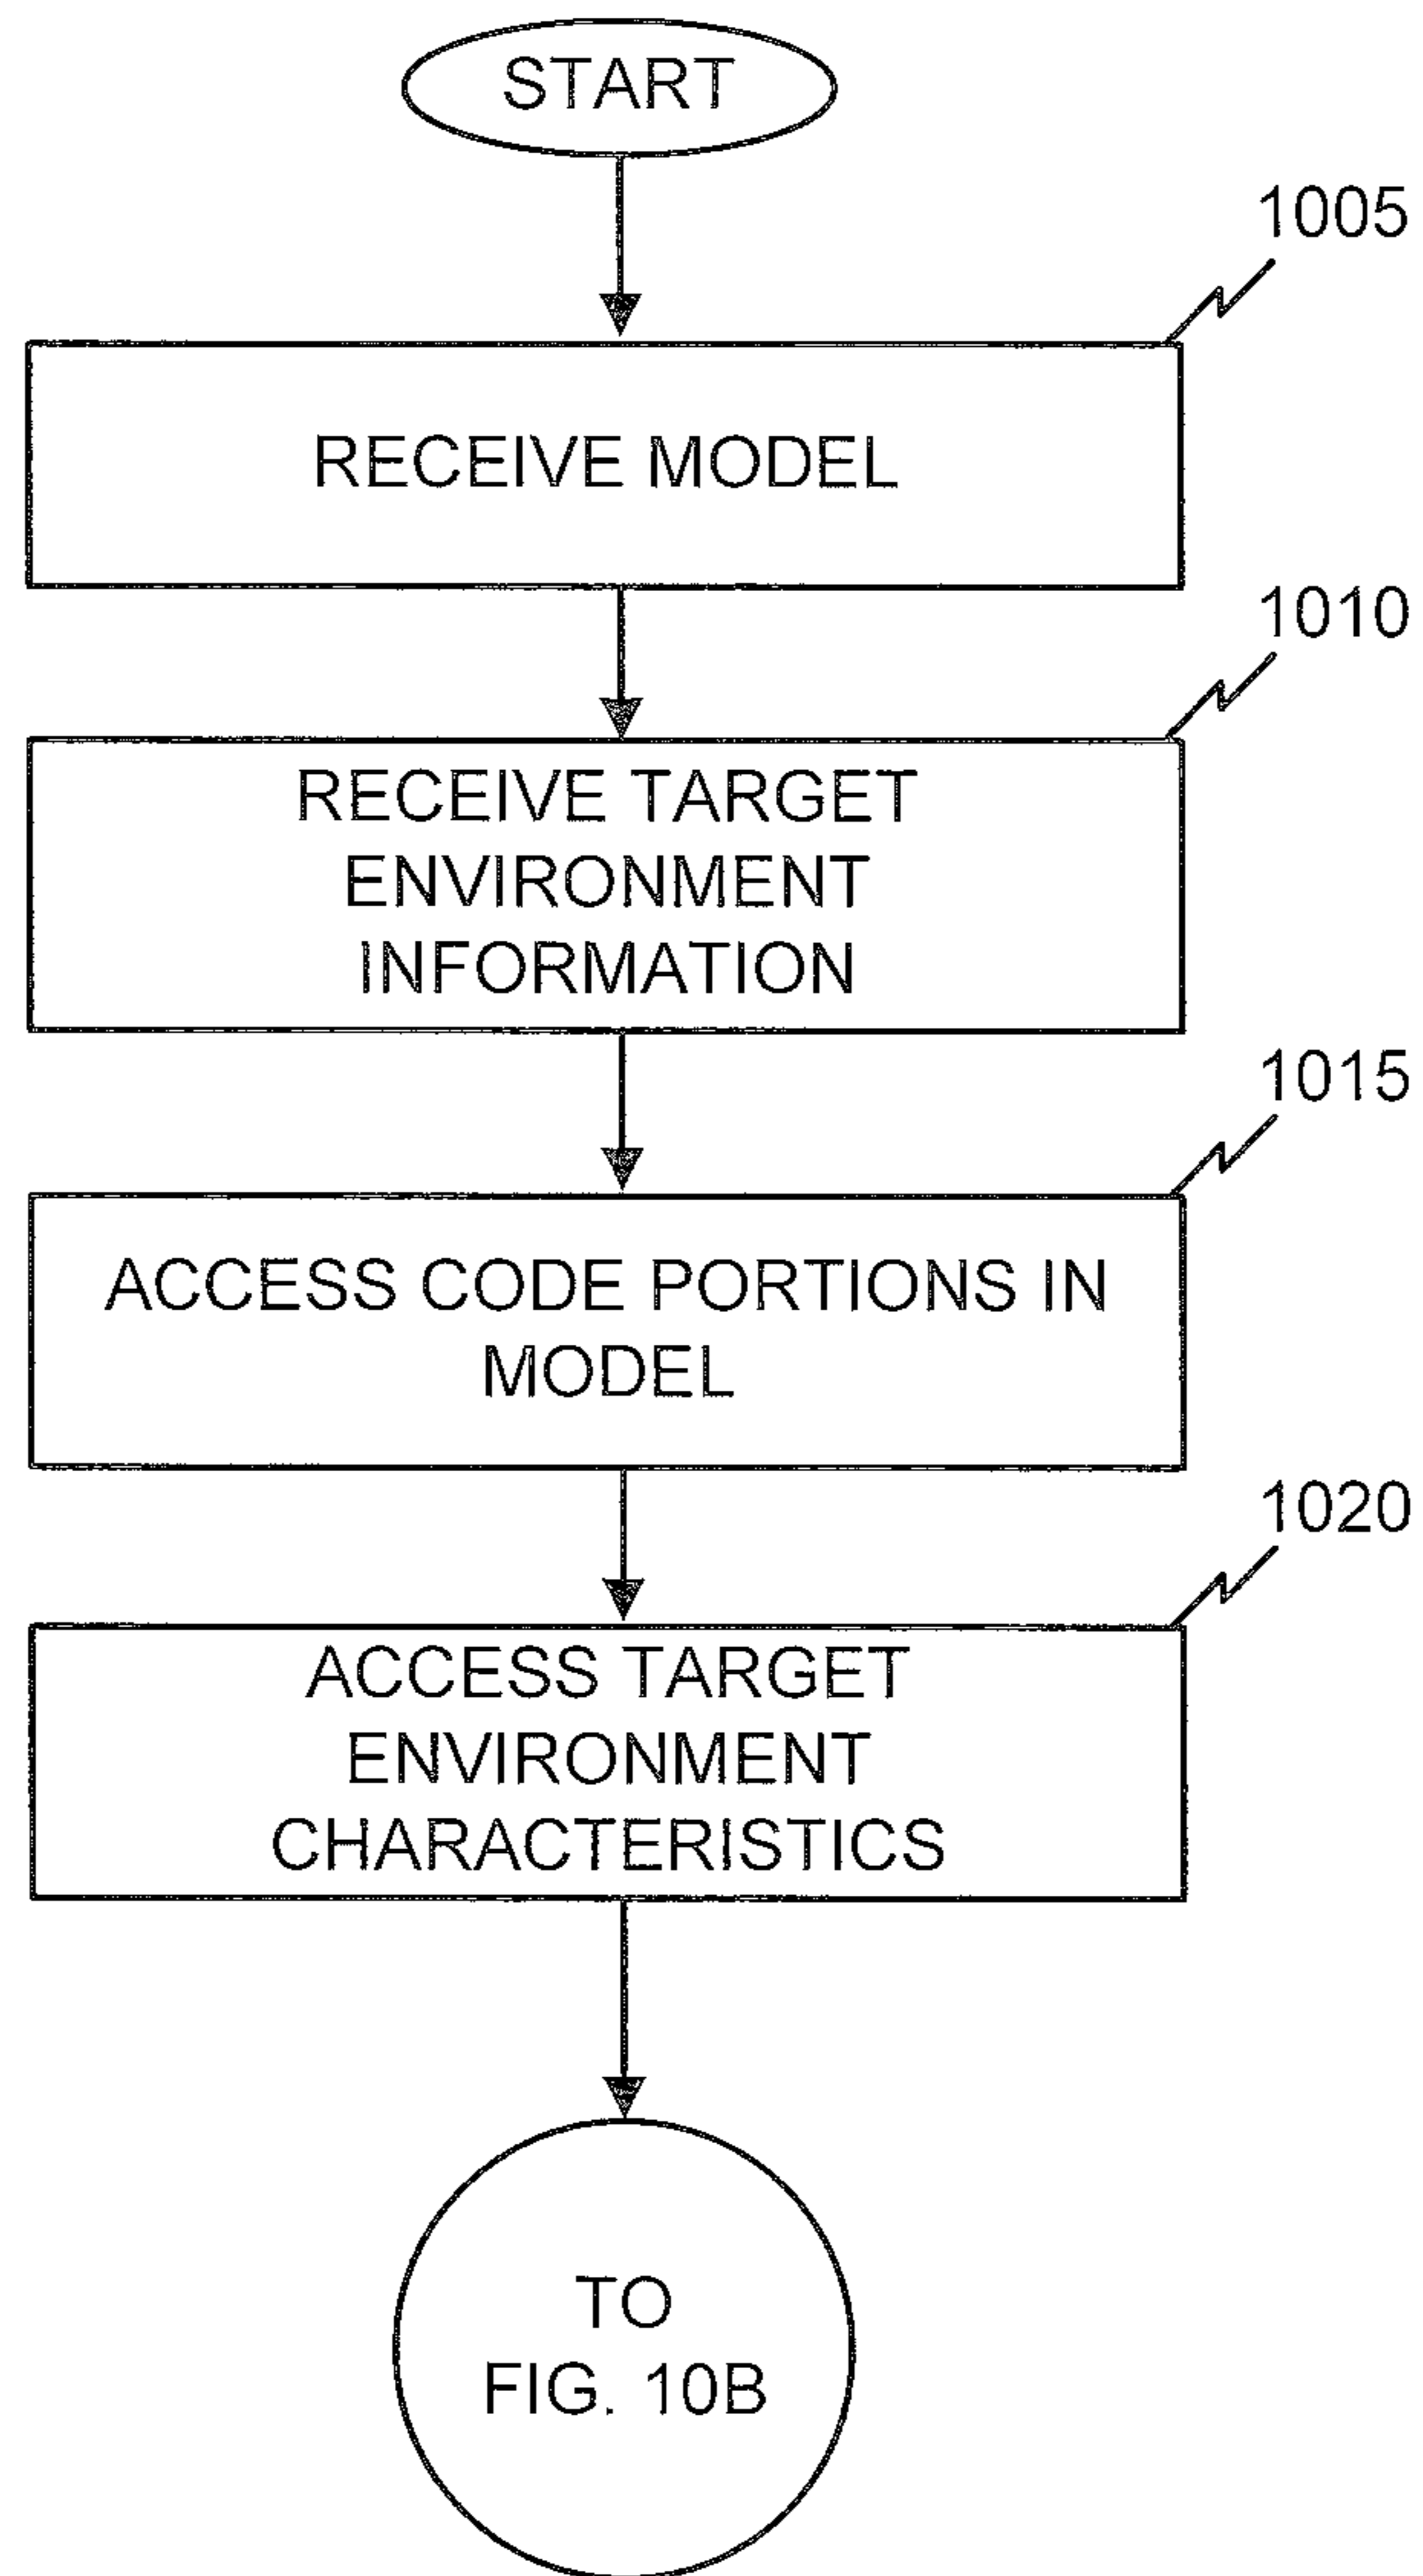 START
1005
RECEIVE MODEL
1010
RECEIVE TARGET
ENVIRONMENT
INFORMATION
1015
ACCESS CODE PORTIONS IN
MODEL
1020
ACCESS TARGET
ENVIRONMENT
CHARACTERISTICS
TO
FIG. 10B